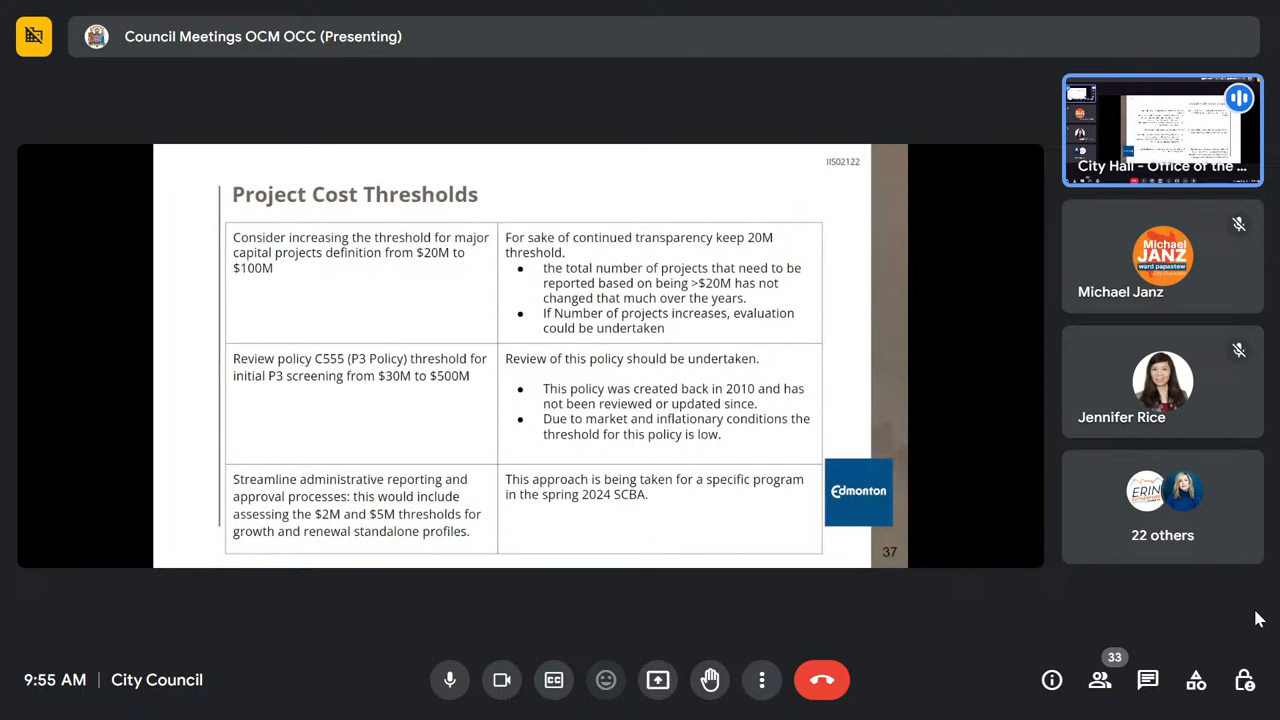 Council Meetings OCM OCC (Presenting)
IIS02122
Project Cost Thresholds
Consider increasing the threshold for major
capital projects definition from $20M to
$100M
For sake of continued transparency keep 20M
threshold.
● the total number of projects that need to be
reported based on being >$20M has not
changed that much over the years.
● If Number of projects increases, evaluation
could be undertaken
Review policy C555 (P3 Policy) threshold for
initial P3 screening from $30M to $500M
Review of this policy should be undertaken.
● This policy was created back in 2010 and has
not been reviewed or updated since.
● Due to market and inflationary conditions the
threshold for this policy is low.
Streamline administrative reporting and
approval processes: this would include
assessing the $2M and $5M thresholds for
growth and renewal standalone profiles.
This approach is being taken for a specific program
in the spring 2024 SCBA.
Edmonton
37
City Hall - Office of the ...
Michael
JANZ
ward papastew
City Councillor
Michael Janz
Jennifer Rice
ERIN
22 others
9:55 AM | City Council
33